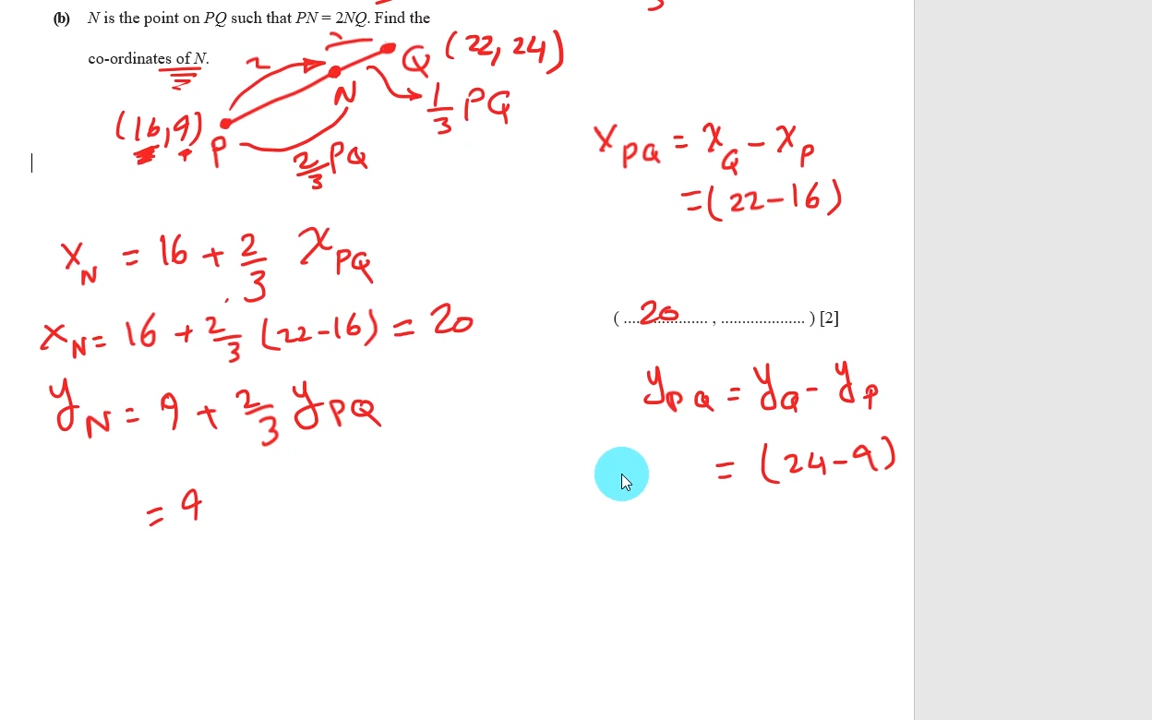 (b) N is the point on PQ such that PN = 2NQ. Find the
co-ordinates of N.
2
Q (22, 24)
N
1/3 PQ
(16, 9)
P
2/3 PQ
x_PQ = x_Q - x_P
= (22 - 16)
x_N = 16 + 2/3 x_PQ
x_N = 16 + 2/3 (22-16) = 20
( ....20.............. , ..................... ) [2]
y_N = 9 + 2/3 y_PQ
y_PQ = y_Q - y_P
= (24-9)
= 9